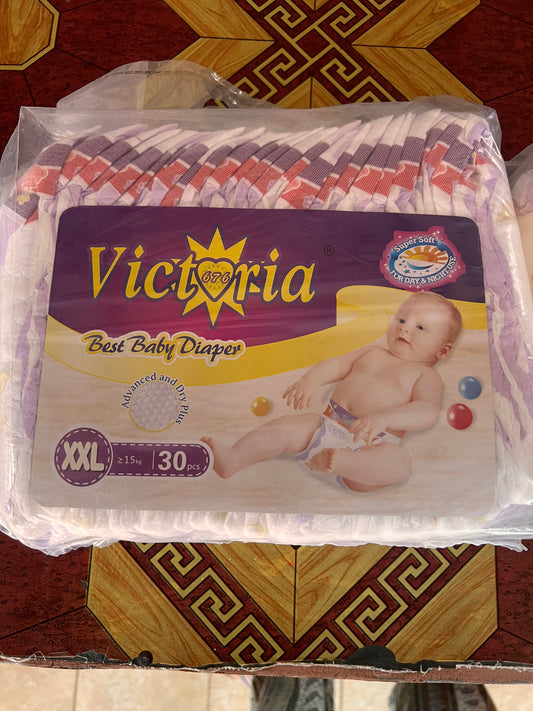 Victoria ®
676
Super Soft
FOR DAY & NIGHT USE
Best Baby Diaper
Advanced and Dry Plus
XXL ≥15kg 30 pcs